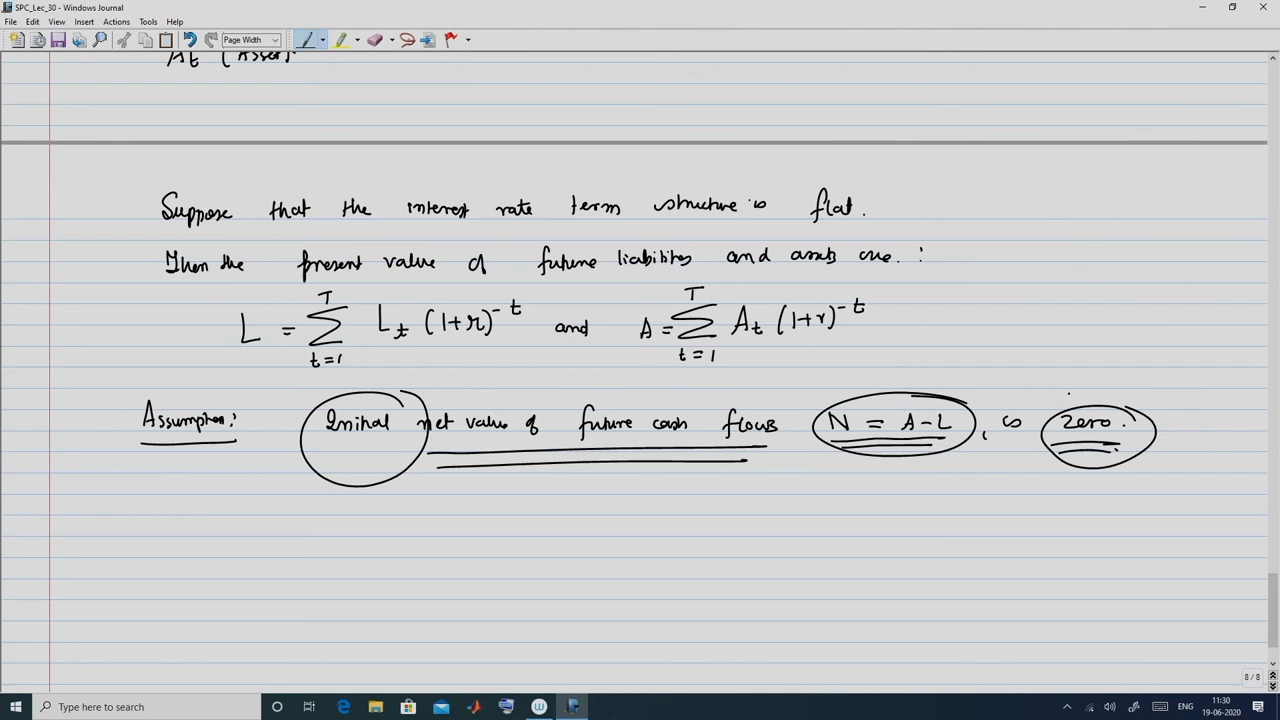 SPC_Lec_30 - Windows Journal
File Edit View Insert Actions Tools Help
Page Width
At (Asset
Suppose that the interest rate term structure is flat.
Then the present value of future liabilites and assets are :
L = ∑_{t=1}^{T} L_t (1+r)^{-t} and A = ∑_{t=1}^{T} A_t (1+r)^{-t}
Assumption: Initial net value of future cash flows N = A-L, is zero.
8 / 8
Type here to search
ENG
11:30
19-06-2020